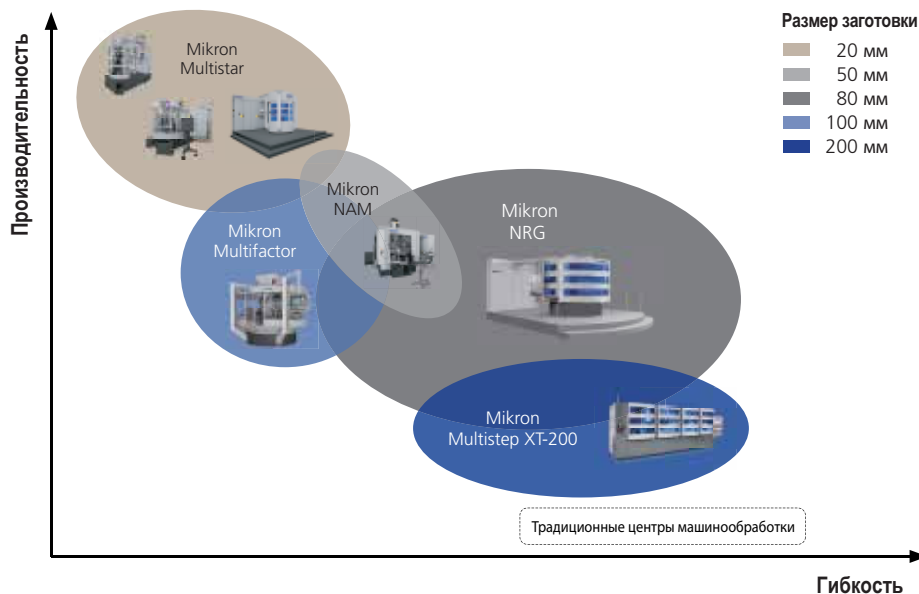 Производительность
Mikron
Multistar
Mikron
NAM
Mikron
Multifactor
Mikron
NRG
Mikron
Multistep XT-200
Традиционные центры машинообработки
Гибкость
Размер заготовки
20 мм
50 мм
80 мм
100 мм
200 мм